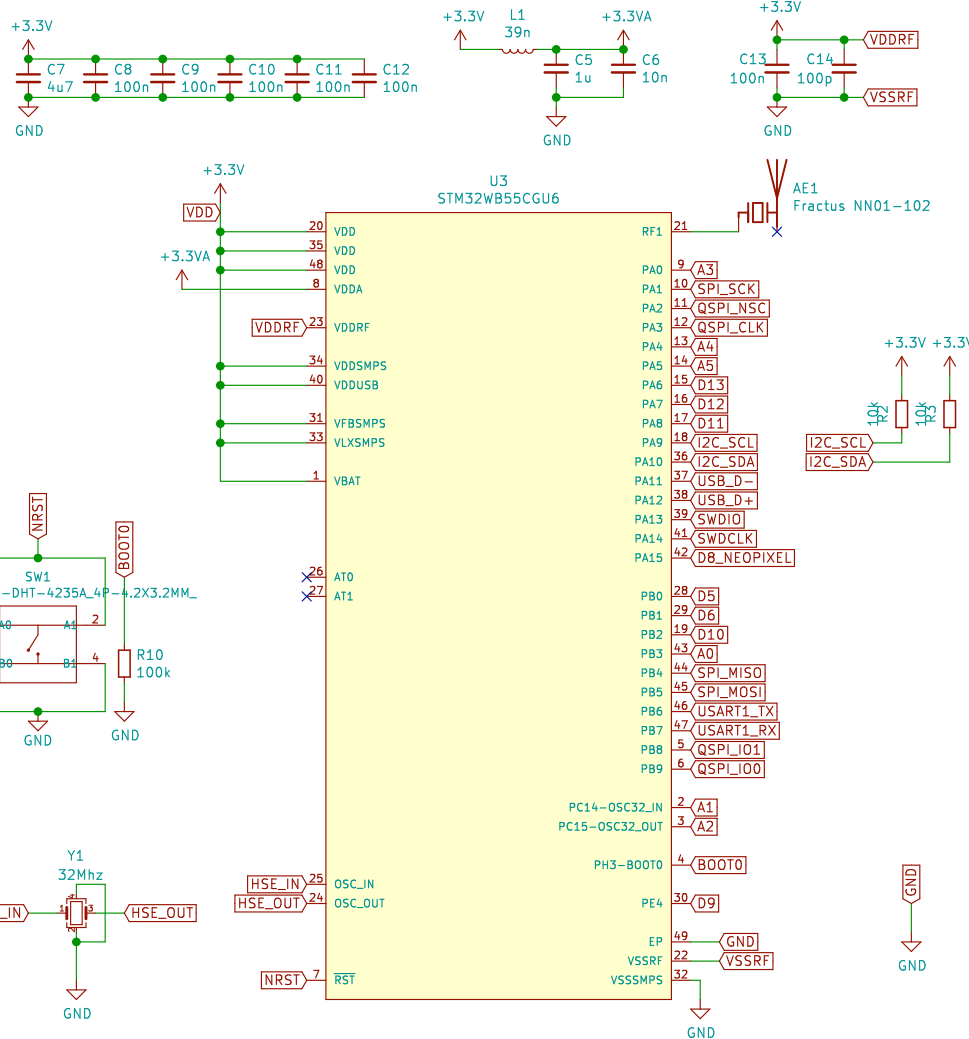 +3.3V
C7
4u7
C8
100n
C9
100n
C10
100n
C11
100n
C12
100n
GND
+3.3V
L1
39n
+3.3VA
C5
1u
C6
10n
GND
+3.3V
C13
100n
C14
100p
VDDRF
VSSRF
GND
AE1
Fractus NN01-102
+3.3V
VDD
+3.3VA
VDDRF
U3
STM32WB55CGU6
20 VDD
35 VDD
48 VDD
8 VDDA
23 VDDRF
34 VDDSMPS
40 VDDUSB
31 VFBSMPS
33 VLXSMPS
1 VBAT
26 AT0
27 AT1
HSE_IN 25 OSC_IN
HSE_OUT 24 OSC_OUT
NRST 7 RST
RF1 21
PA0 9 A3
PA1 10 SPI_SCK
PA2 11 QSPI_NSC
PA3 12 QSPI_CLK
PA4 13 A4
PA5 14 A5
PA6 15 D13
PA7 16 D12
PA8 17 D11
PA9 18 I2C_SCL
PA10 36 I2C_SDA
PA11 37 USB_D-
PA12 38 USB_D+
PA13 39 SWDIO
PA14 41 SWDCLK
PA15 42 D8_NEOPIXEL
PB0 28 D5
PB1 29 D6
PB2 19 D10
PB3 43 A0
PB4 44 SPI_MISO
PB5 45 SPI_MOSI
PB6 46 USART1_TX
PB7 47 USART1_RX
PB8 5 QSPI_IO1
PB9 6 QSPI_IO0
PC14-OSC32_IN 2 A1
PC15-OSC32_OUT 3 A2
PH3-BOOT0 4 BOOT0
PE4 30 D9
EP 49 GND
VSSRF 22 VSSRF
VSSSMPS 32
GND
+3.3V
+3.3V
10k
R2
10k
R3
I2C_SCL
I2C_SDA
NRST
BOOT0
SW1
-DHT-4235A_4P-4.2X3.2MM_
A0 A1 2
B0 B1 4
GND
R10
100k
GND
Y1
32Mhz
_IN 1 4 2 3 HSE_OUT
GND
GND
GND